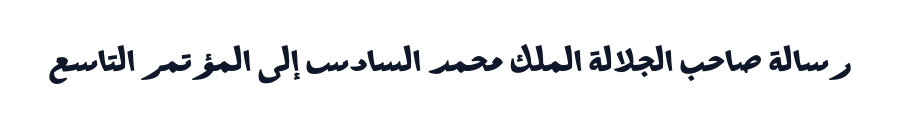 رسالة صاحب الجلالة الملك محمد السادس إلى المؤتمر التاسع